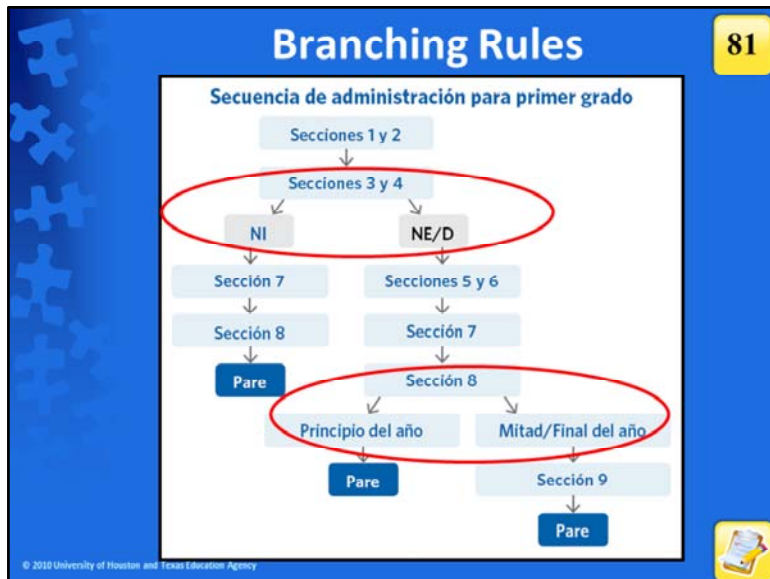 Branching Rules
81
Secuencia de administración para primer grado
Secciones 1 y 2
Secciones 3 y 4
NI
NE/D
Sección 7
Secciones 5 y 6
Sección 8
Sección 7
Pare
Sección 8
Principio del año
Mitad/Final del año
Pare
Sección 9
Pare
© 2010 University of Houston and Texas Education Agency